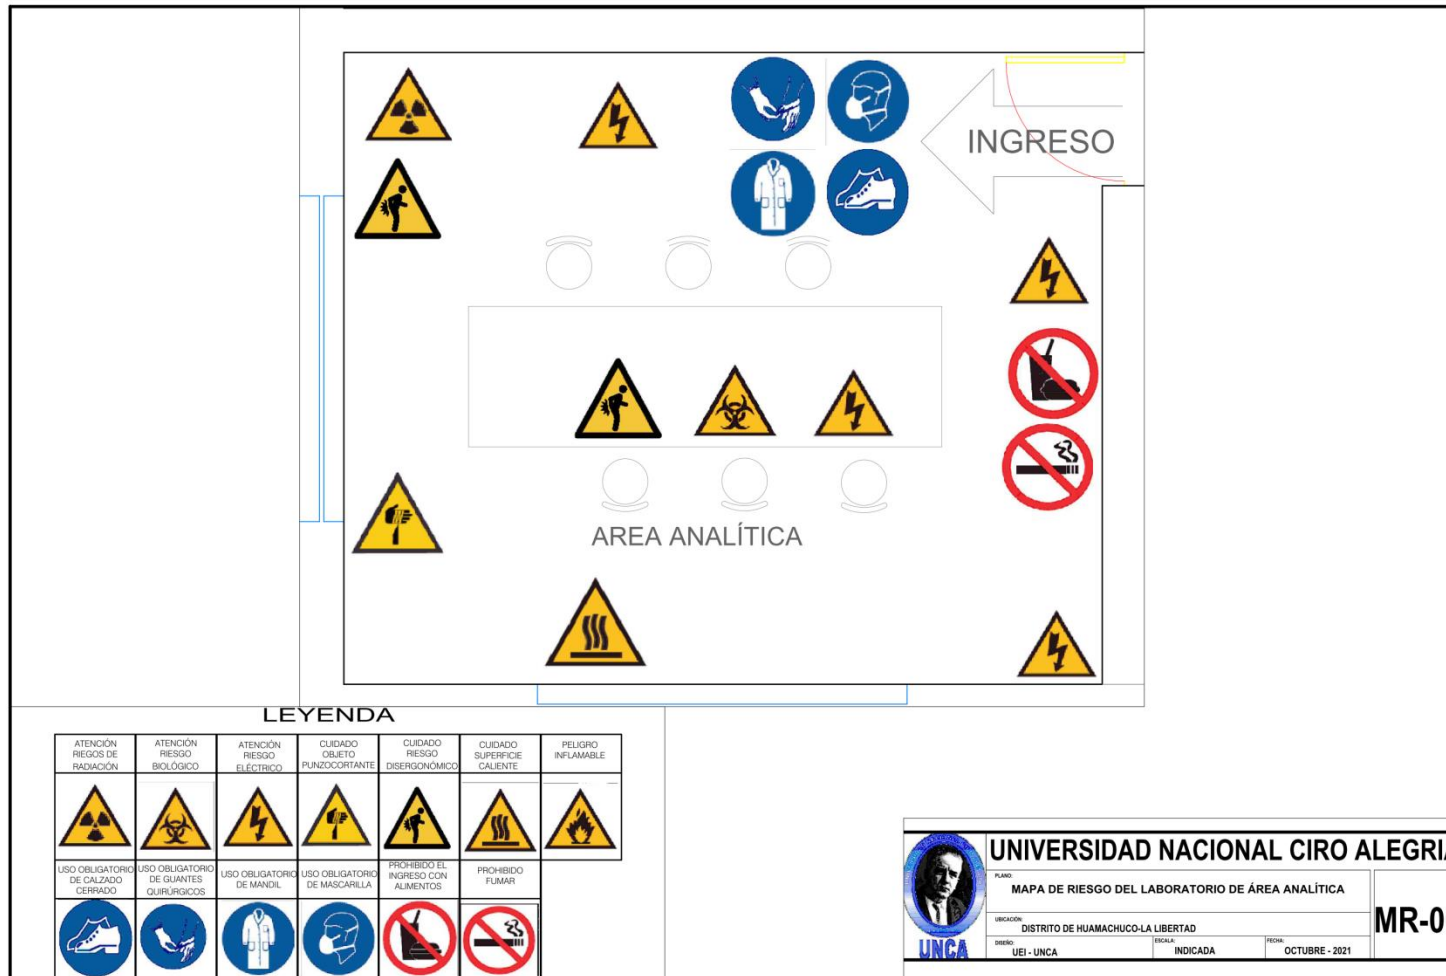 INGRESO
AREA ANALÍTICA
LEYENDA
ATENCIÓN
RIEGOS DE
RADIACIÓN
ATENCIÓN
RIESGO
BIOLÓGICO
ATENCIÓN
RIESGO
ELÉCTRICO
CUIDADO
OBJETO
PUNZOCORTANTE
CUIDADO
RIESGO
DISERGONÓMICO
CUIDADO
SUPERFICIE
CALIENTE
PELIGRO
INFLAMABLE
USO OBLIGATORIO
DE CALZADO
CERRADO
USO OBLIGATORIO
DE GUANTES
QUIRÚRGICOS
USO OBLIGATORIO
DE MANDIL
USO OBLIGATORIO
DE MASCARILLA
PROHIBIDO EL
INGRESO CON
ALIMENTOS
PROHIBIDO
FUMAR
UNCA
UNIVERSIDAD NACIONAL CIRO ALEGRIA
PLANO:
MAPA DE RIESGO DEL LABORATORIO DE ÁREA ANALÍTICA
UBICACIÓN:
DISTRITO DE HUAMACHUCO-LA LIBERTAD
DISEÑO:
UEI - UNCA
ESCALA:
INDICADA
FECHA:
OCTUBRE - 2021
MR-0